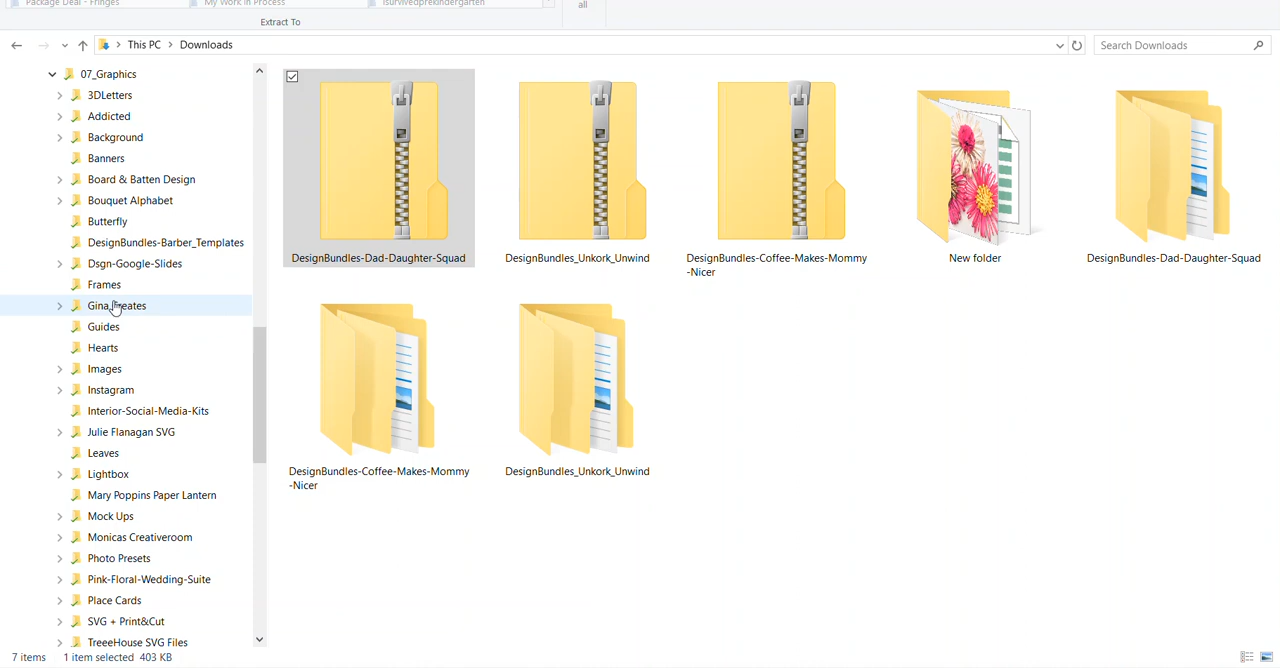 Package Deal - Fringes
My Work in Process
isurvivedprekindergarten
all
Extract To
This PC
Downloads
Search Downloads
07_Graphics
3DLetters
Addicted
Background
Banners
Board & Batten Design
Bouquet Alphabet
Butterfly
DesignBundles-Barber_Templates
Dsgn-Google-Slides
Frames
Gina
eates
Guides
Hearts
Images
Instagram
Interior-Social-Media-Kits
Julie Flanagan SVG
Leaves
Lightbox
Mary Poppins Paper Lantern
Mock Ups
Monicas Creativeroom
Photo Presets
Pink-Floral-Wedding-Suite
Place Cards
SVG + Print&Cut
TreeeHouse SVG Files
DesignBundles-Dad-Daughter-Squad
DesignBundles_Unkork_Unwind
DesignBundles-Coffee-Makes-Mommy
-Nicer
New folder
DesignBundles-Dad-Daughter-Squad
DesignBundles-Coffee-Makes-Mommy
-Nicer
DesignBundles_Unkork_Unwind
7 items
1 item selected 403 KB